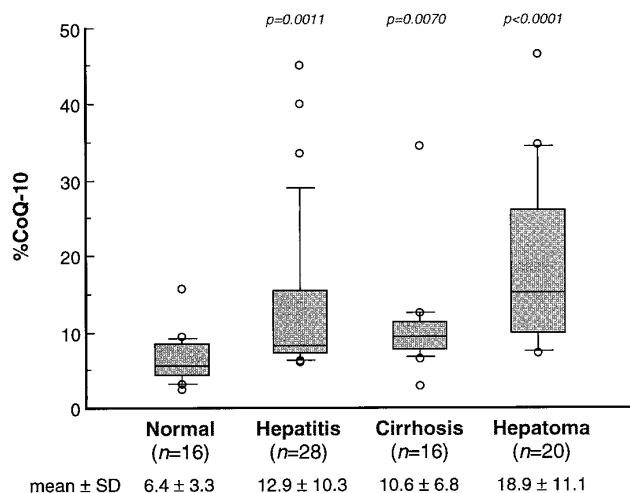 p=0.0011 p=0.0070 p<0.0001
50
40
30
20
10
0
%CoQ-10
Normal Hepatitis Cirrhosis Hepatoma
(n=16) (n=28) (n=16) (n=20)
mean ± SD 6.4 ± 3.3 12.9 ± 10.3 10.6 ± 6.8 18.9 ± 11.1